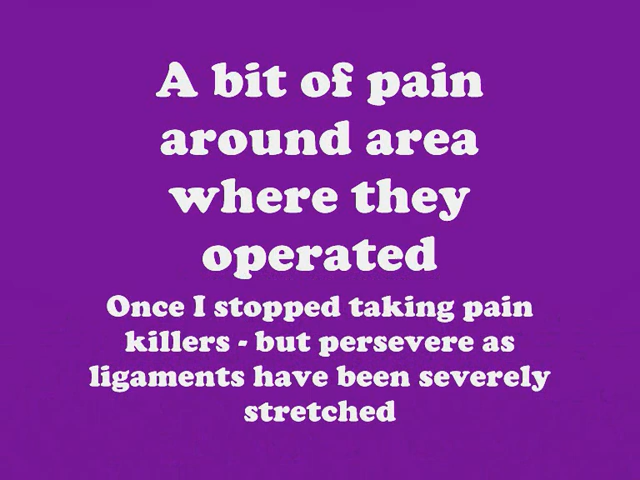 A bit of pain
around area
where they
operated
Once I stopped taking pain
killers - but persevere as
ligaments have been severely
stretched